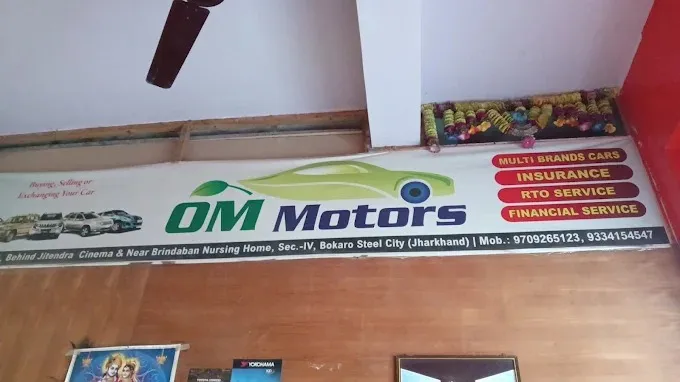 Buying, Selling or
Exchanging Your Car
OM Motors
MULTI BRANDS CARS
INSURANCE
RTO SERVICE
FINANCIAL SERVICE
, Behind Jitendra Cinema & Near Brindaban Nursing Home, Sec.-IV, Bokaro Steel City (Jharkhand) | Mob.: 9709265123, 9334154547
YOKOHAMA